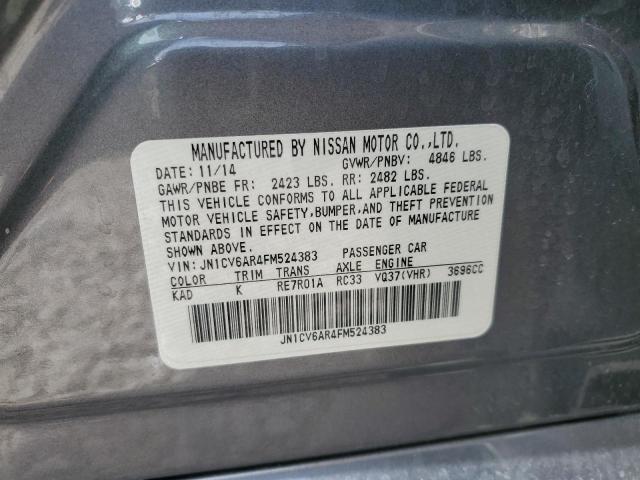 MANUFACTURED BY NISSAN MOTOR CO.,LTD.
DATE: 11/14 GVWR/PNBV: 4846 LBS.
GAWR/PNBE FR: 2423 LBS. RR: 2482 LBS.
THIS VEHICLE CONFORMS TO ALL APPLICABLE FEDERAL
MOTOR VEHICLE SAFETY,BUMPER,AND THEFT PREVENTION
STANDARDS IN EFFECT ON THE DATE OF MANUFACTURE
SHOWN ABOVE.
VIN: JN1CV6AR4FM524383 PASSENGER CAR
COLOR TRIM TRANS AXLE ENGINE
KAD K RE7R01A RC33 VQ37(VHR) 3696CC
JN1CV6AR4FM524383